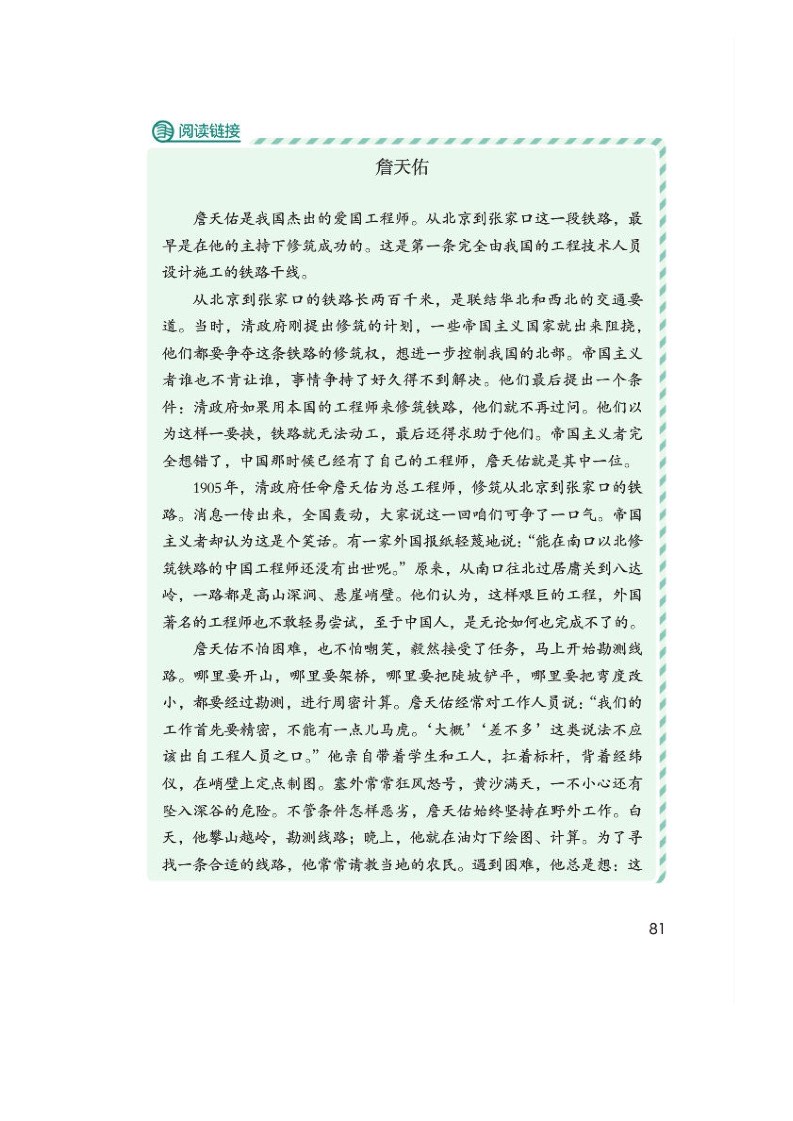 阅读链接
詹天佑
詹天佑是我国杰出的爱国工程师。从北京到张家口这一段铁路，最
早是在他的主持下修筑成功的。这是第一条完全由我国的工程技术人员
设计施工的铁路干线。
从北京到张家口的铁路长两百千米，是联结华北和西北的交通要
道。当时，清政府刚提出修筑的计划，一些帝国主义国家就出来阻挠，
他们都要争夺这条铁路的修筑权，想进一步控制我国的北部。帝国主义
者谁也不肯让谁，事情争持了好久得不到解决。他们最后提出一个条
件：清政府如果用本国的工程师来修筑铁路，他们就不再过问。他们以
为这样一要挟，铁路就无法动工，最后还得求助于他们。帝国主义者完
全想错了，中国那时候已经有了自己的工程师，詹天佑就是其中一位。
1905年，清政府任命詹天佑为总工程师，修筑从北京到张家口的铁
路。消息一传出来，全国轰动，大家说这一回咱们可争了一口气。帝国
主义者却认为这是个笑话。有一家外国报纸轻蔑地说：“能在南口以北修
筑铁路的中国工程师还没有出世呢。”原来，从南口往北过居庸关到八达
岭，一路都是高山深涧、悬崖峭壁。他们认为，这样艰巨的工程，外国
著名的工程师也不敢轻易尝试，至于中国人，是无论如何也完成不了的。
詹天佑不怕困难，也不怕嘲笑，毅然接受了任务，马上开始勘测线
路。哪里要开山，哪里要架桥，哪里要把陡坡铲平，哪里要把弯度改
小，都要经过勘测，进行周密计算。詹天佑经常对工作人员说：“我们的
工作首先要精密，不能有一点儿马虎。‘大概’‘差不多’这类说法不应
该出自工程人员之口。”他亲自带着学生和工人，扛着标杆，背着经纬
仪，在峭壁上定点制图。塞外常常狂风怒号，黄沙满天，一不小心还有
坠入深谷的危险。不管条件怎样恶劣，詹天佑始终坚持在野外工作。白
天，他攀山越岭，勘测线路；晚上，他就在油灯下绘图、计算。为了寻
找一条合适的线路，他常常请教当地的农民。遇到困难，他总是想：这
81